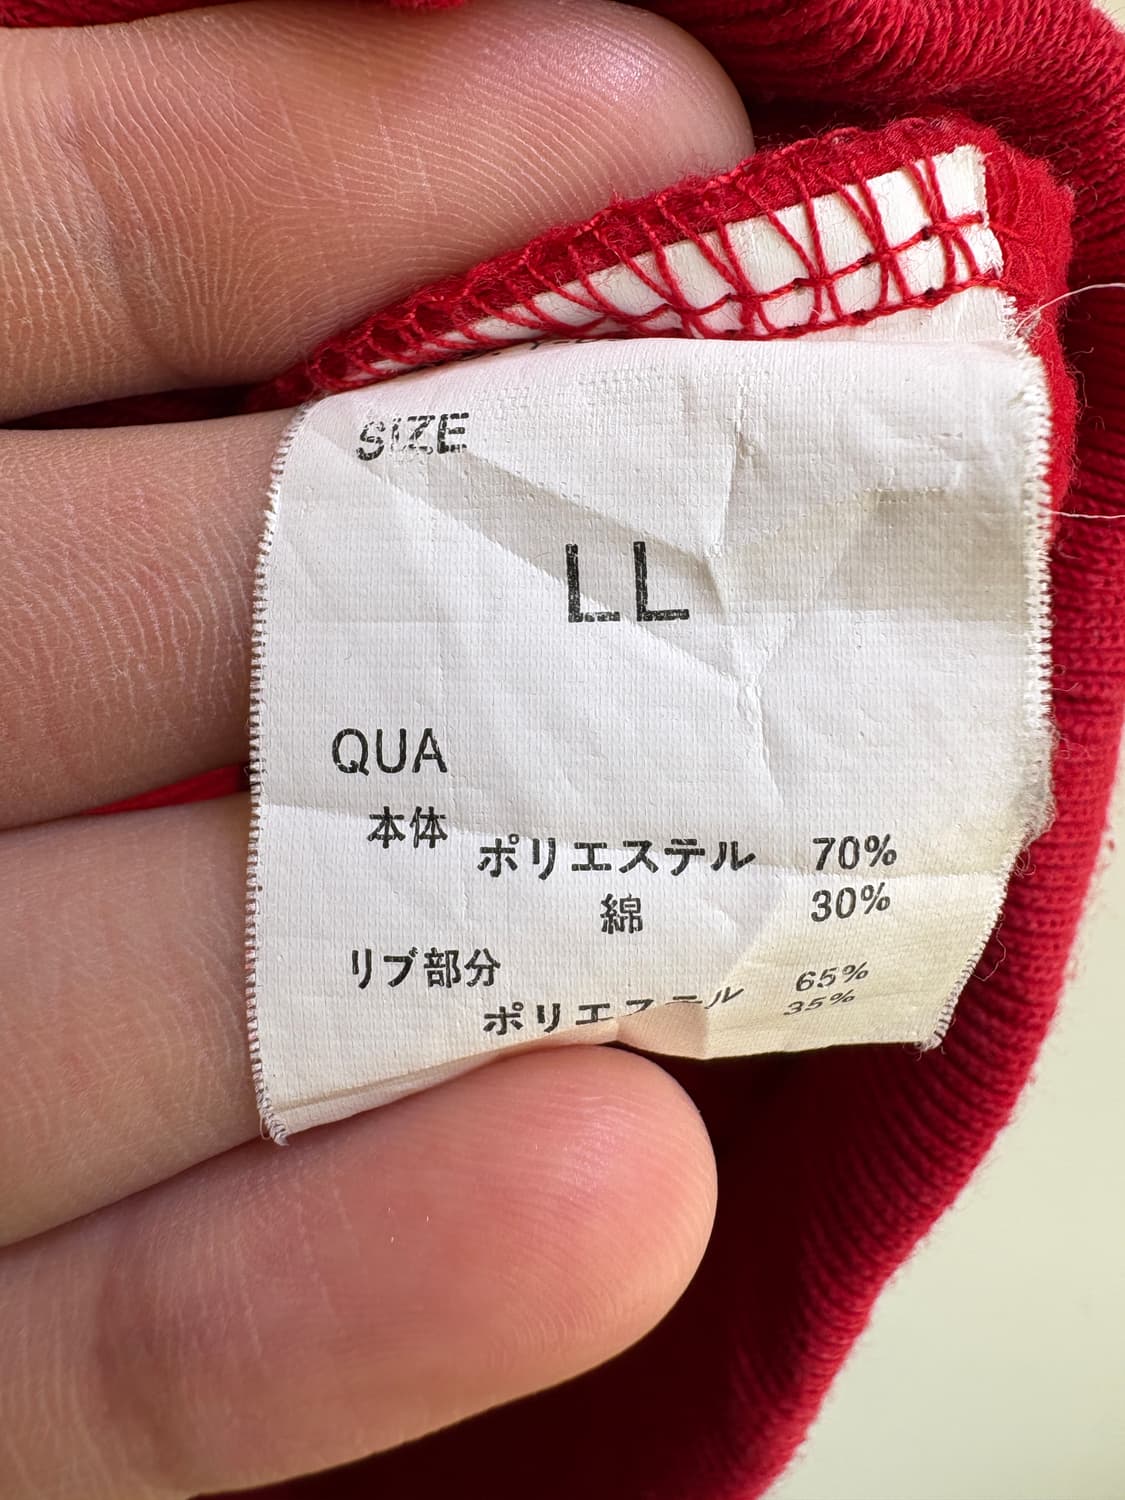 SIZE
LL
QUA
本体
ポリエステル 70%
綿 30%
リブ部分
ポリエステル 65%
35%